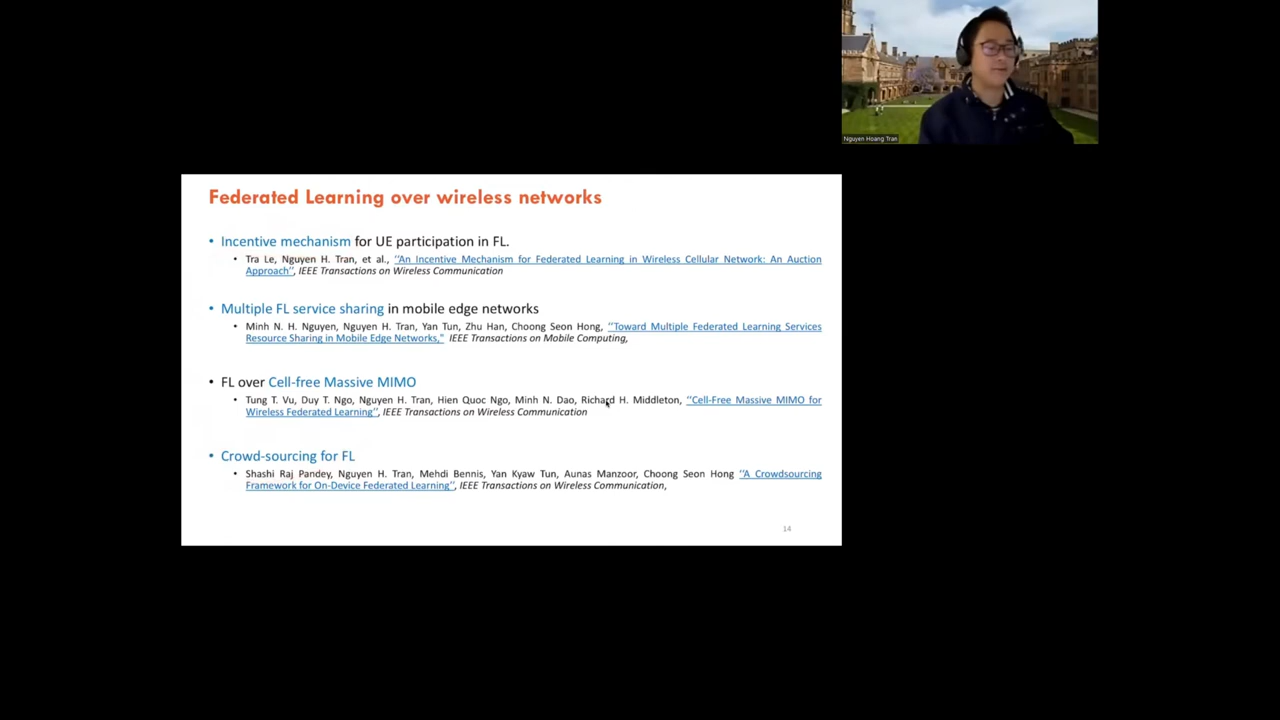 Nguyen Hoang Tran
Federated Learning over wireless networks
• Incentive mechanism for UE participation in FL.
• Tra Le, Nguyen H. Tran, et al., ‘‘An Incentive Mechanism for Federated Learning in Wireless Cellular Network: An Auction
Approach’’, IEEE Transactions on Wireless Communication
• Multiple FL service sharing in mobile edge networks
• Minh N. H. Nguyen, Nguyen H. Tran, Yan Tun, Zhu Han, Choong Seon Hong, ‘‘Toward Multiple Federated Learning Services
Resource Sharing in Mobile Edge Networks," IEEE Transactions on Mobile Computing,
• FL over Cell-free Massive MIMO
• Tung T. Vu, Duy T. Ngo, Nguyen H. Tran, Hien Quoc Ngo, Minh N. Dao, Richard H. Middleton, ‘‘Cell-Free Massive MIMO for
Wireless Federated Learning’’, IEEE Transactions on Wireless Communication
• Crowd-sourcing for FL
• Shashi Raj Pandey, Nguyen H. Tran, Mehdi Bennis, Yan Kyaw Tun, Aunas Manzoor, Choong Seon Hong ‘‘A Crowdsourcing
Framework for On-Device Federated Learning’’, IEEE Transactions on Wireless Communication,
14